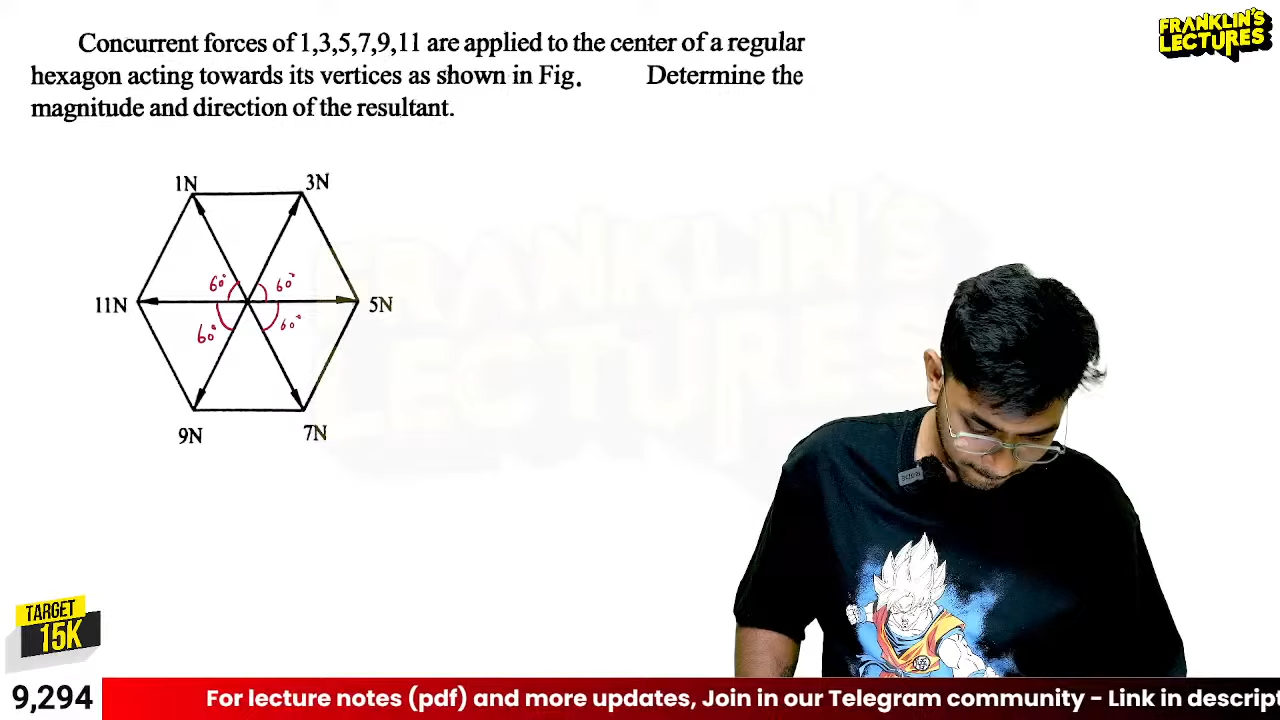 Concurrent forces of 1,3,5,7,9,11 are applied to the center of a regular
hexagon acting towards its vertices as shown in Fig. Determine the
magnitude and direction of the resultant.
FRANKLIN'S
LECTURES
1N
3N
60°
60°
11N
5N
60°
60°
9N
7N
FRANKLIN'S
LECTURES
TARGET
15K
9,294
For lecture notes (pdf) and more updates, Join in our Telegram community - Link in descript